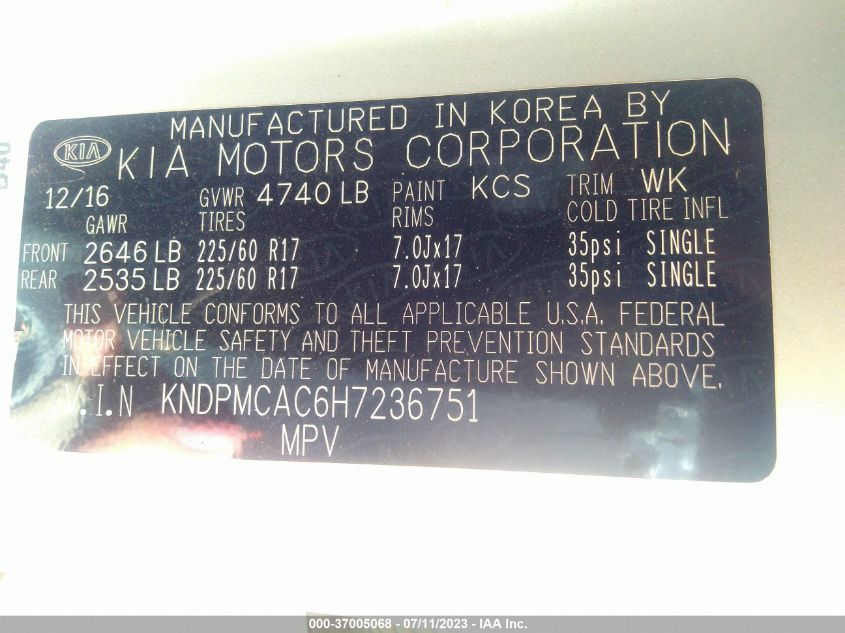 MANUFACTURED IN KOREA BY
KIA KIA MOTORS CORPORATION
12/16 GVWR 4740 LB PAINT KCS TRIM WK
GAWR TIRES RIMS COLD TIRE INFL
FRONT 2646 LB 225/60 R17 7.0Jx17 35psi SINGLE
REAR 2535 LB 225/60 R17 7.0Jx17 35psi SINGLE
THIS VEHICLE CONFORMS TO ALL APPLICABLE U.S.A. FEDERAL
MOTOR VEHICLE SAFETY AND THEFT PREVENTION STANDARDS
IN EFFECT ON THE DATE OF MANUFACTURE SHOWN ABOVE.
V.I.N KNDPMCAC6H7236751
MPV
000-37005068 - 07/11/2023 - IAA Inc.